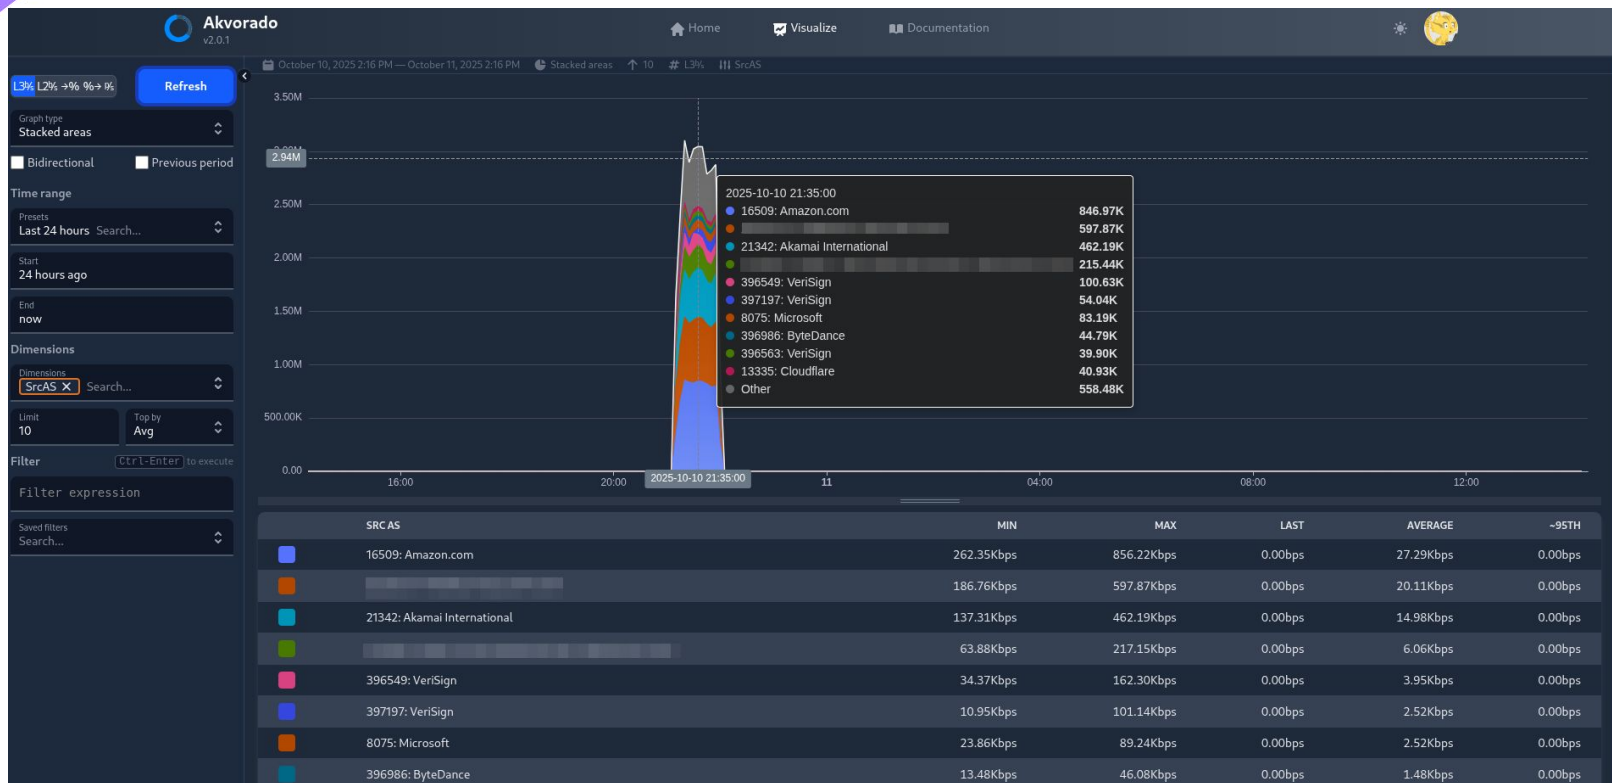 Akvorado
v2.0.1
Home
Visualize
Documentation
L3⅘ L2⅘ →% %→
Refresh
Graph type
Stacked areas
Bidirectional
Previous period
Time range
Presets
Last 24 hours Search...
Start
24 hours ago
End
now
Dimensions
Dimensions
SrcAS × Search...
Limit
10
Top by
Avg
Filter
Ctrl-Enter to execute
Filter expression
Saved filters
Search...
October 10, 2025 2:16 PM — October 11, 2025 2:16 PM Stacked areas 10 SrcAS
3.50M
2.94M
2.50M
2.00M
1.50M
1.00M
500.00K
0.00
16:00
20:00
2025-10-10 21:35:00
11
04:00
08:00
12:00
2025-10-10 21:35:00
16509: Amazon.com 846.97K
597.87K
21342: Akamai International 462.19K
215.44K
396549: VeriSign 100.63K
397197: VeriSign 54.04K
8075: Microsoft 83.19K
396986: ByteDance 44.79K
396563: VeriSign 39.90K
13335: Cloudflare 40.93K
Other 558.48K
SRC AS MIN MAX LAST AVERAGE ~95TH
16509: Amazon.com 262.35Kbps 856.22Kbps 0.00bps 27.29Kbps 0.00bps
186.76Kbps 597.87Kbps 0.00bps 20.11Kbps 0.00bps
21342: Akamai International 137.31Kbps 462.19Kbps 0.00bps 14.98Kbps 0.00bps
63.88Kbps 217.15Kbps 0.00bps 6.06Kbps 0.00bps
396549: VeriSign 34.37Kbps 162.30Kbps 0.00bps 3.95Kbps 0.00bps
397197: VeriSign 10.95Kbps 101.14Kbps 0.00bps 2.52Kbps 0.00bps
8075: Microsoft 23.86Kbps 89.24Kbps 0.00bps 2.52Kbps 0.00bps
396986: ByteDance 13.48Kbps 46.08Kbps 0.00bps 1.48Kbps 0.00bps